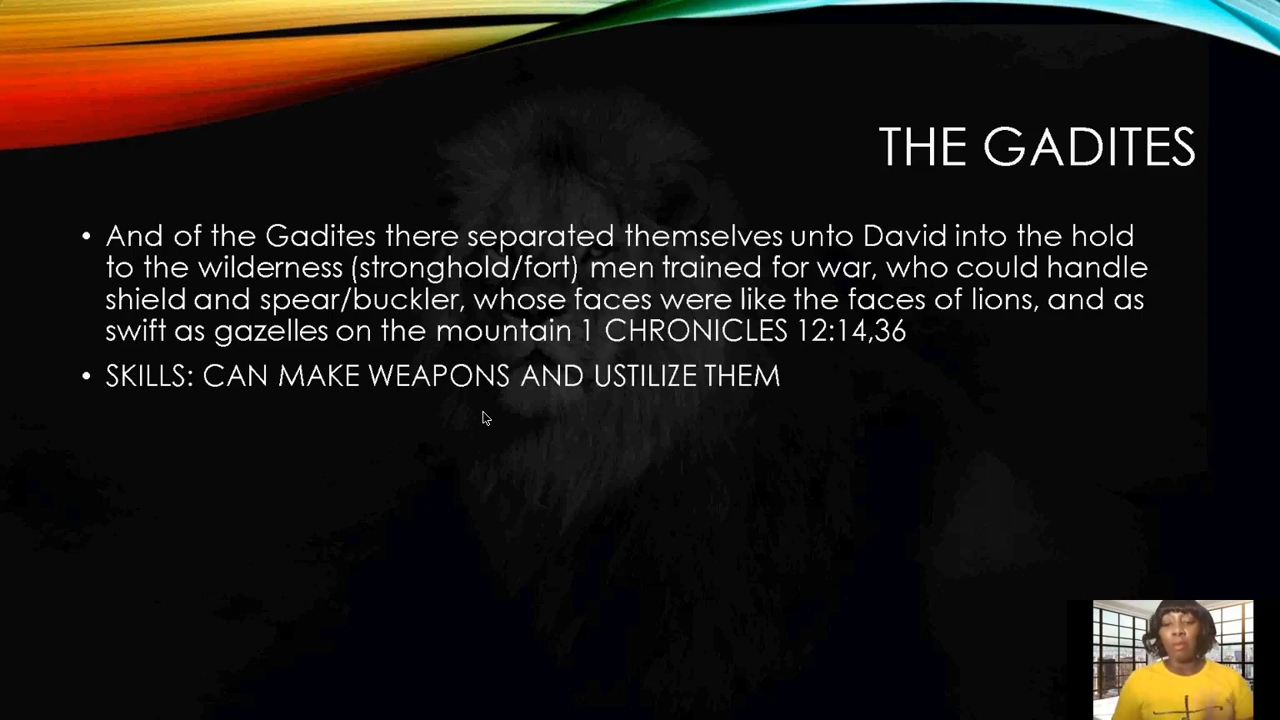 THE GADITES
• And of the Gadites there separated themselves unto David into the hold
to the wilderness (stronghold/fort) men trained for war, who could handle
shield and spear/buckler, whose faces were like the faces of lions, and as
swift as gazelles on the mountain 1 CHRONICLES 12:14,36
• SKILLS: CAN MAKE WEAPONS AND USTILIZE THEM